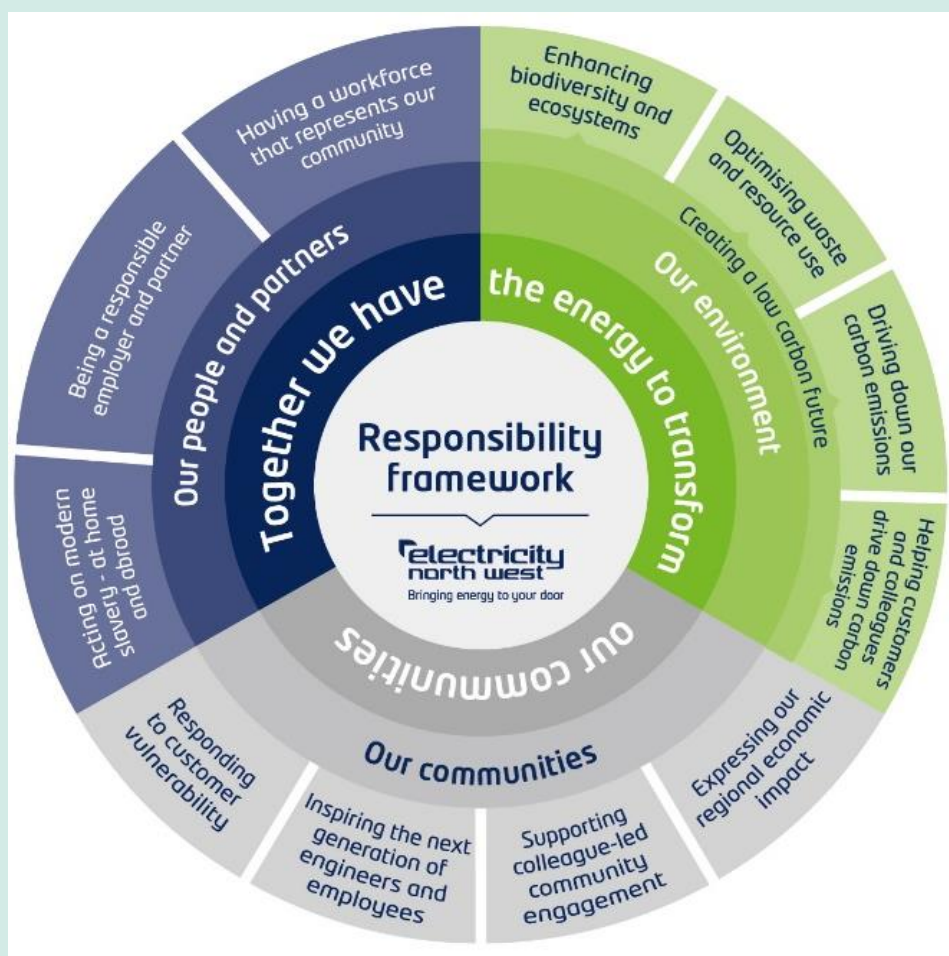 Responsibility
framework
electricity
north west
Bringing energy to your door
Together we have
the energy to transform
our communities
Our people and partners
Having a workforce
that represents our
community
Being a responsible
employer and partner
Acting on modern
slavery - at home
and abroad
Our environment
Creating a low carbon future
Enhancing
biodiversity and
ecosystems
Optimising waste
and resource use
Driving down our
carbon emissions
Helping customers
and colleagues
drive down carbon
emissions
Our communities
Expressing our
regional economic
impact
Supporting
colleague-led
community
engagement
Inspiring the next
generation of
engineers and
employees
Responding
to customer
vulnerability